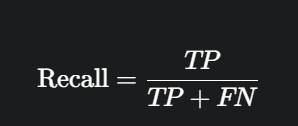 Recall = TP / (TP + FN)